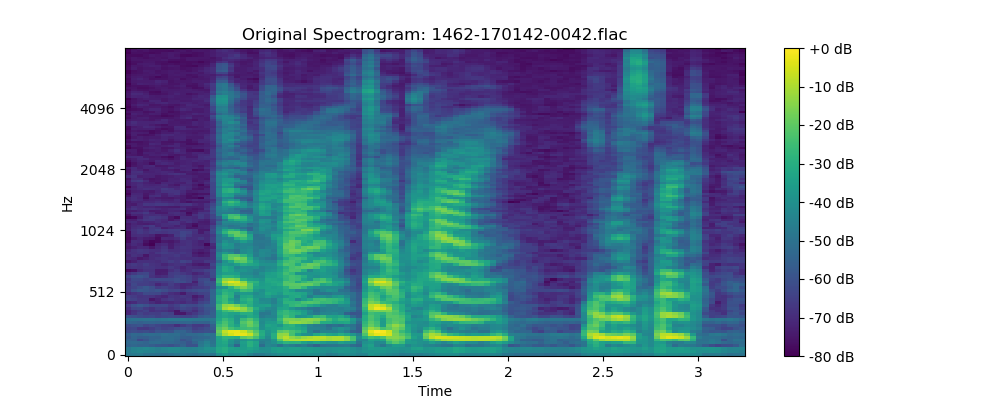 Original Spectrogram: 1462-170142-0042.flac
Hz
4096
2048
1024
512
0
0
0.5
1
1.5
2
2.5
3
Time
+0 dB
-10 dB
-20 dB
-30 dB
-40 dB
-50 dB
-60 dB
-70 dB
-80 dB